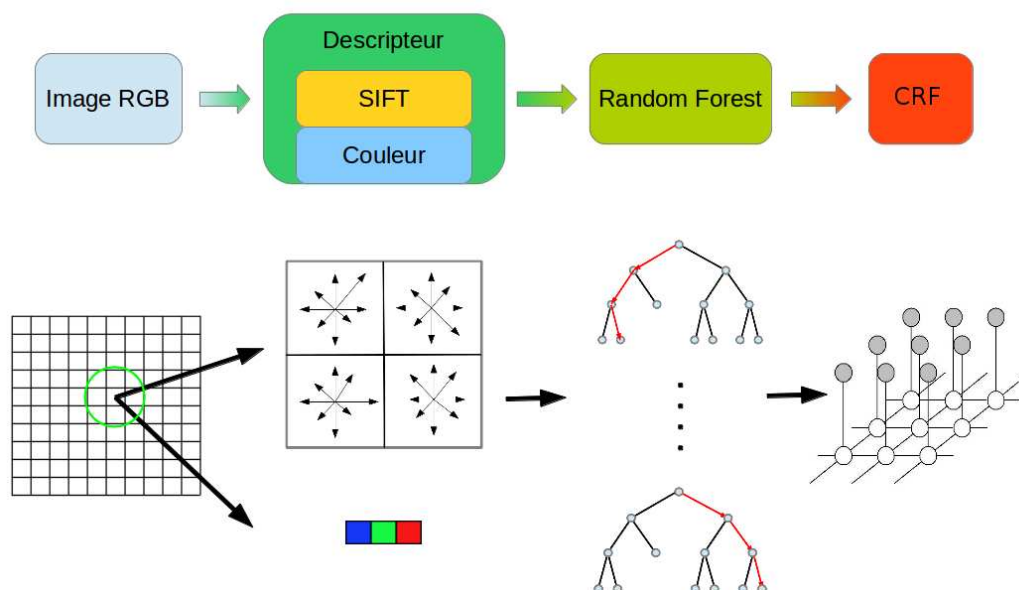 Image RGB
Descripteur
SIFT
Couleur
Random Forest
CRF